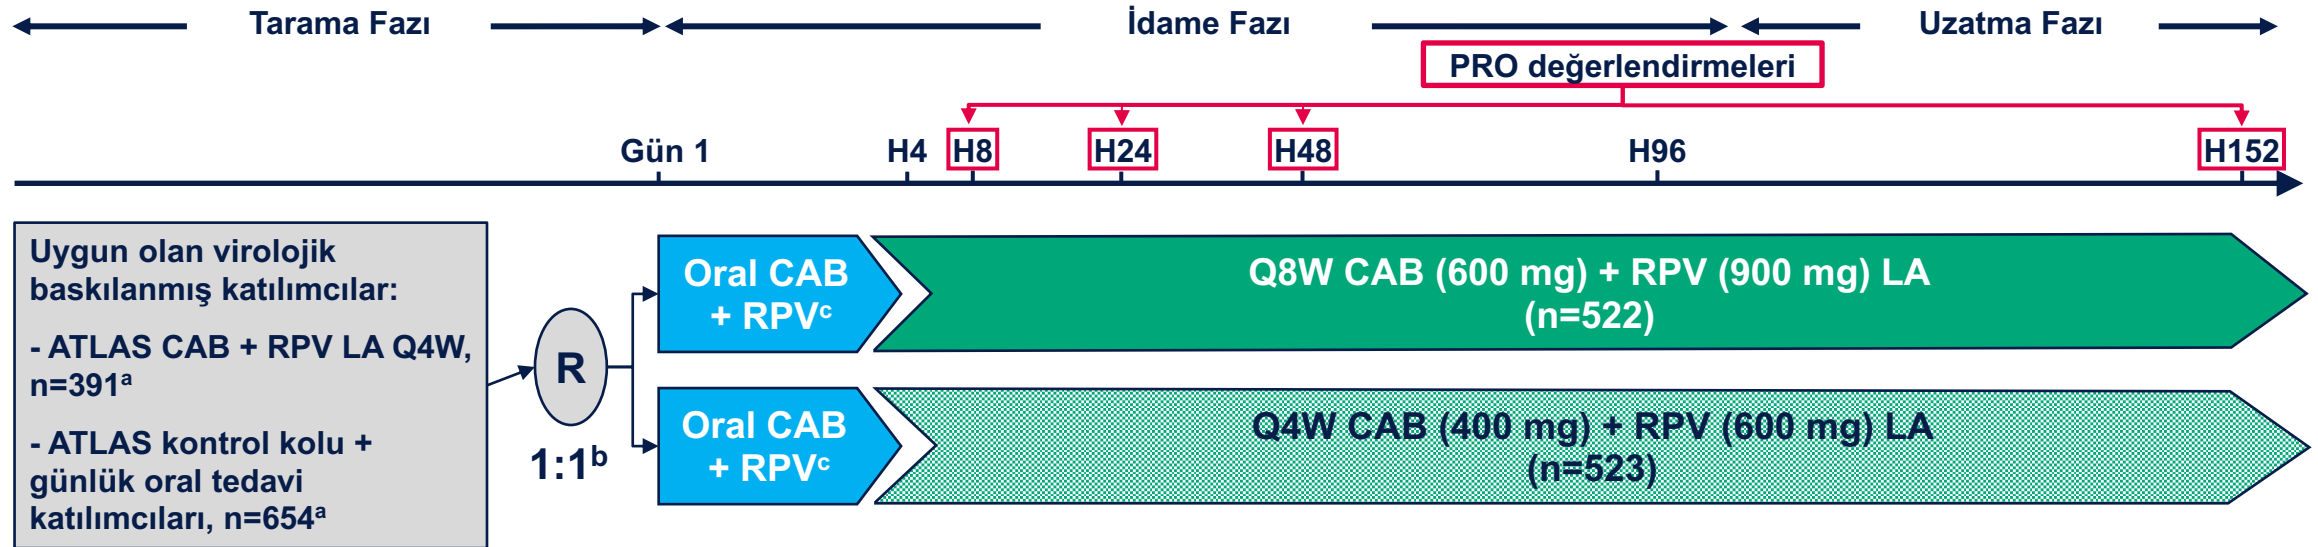 Tarama Fazı
İdame Fazı
Uzatma Fazı
PRO değerlendirmeleri
Gün 1
H4
H8
H24
H48
H96
H152
Uygun olan virolojik
baskılanmış katılımcılar:
- ATLAS CAB + RPV LA Q4W,
n=391ᵃ
- ATLAS kontrol kolu +
günlük oral tedavi
katılımcıları, n=654ᵃ
R
1:1ᵇ
Oral CAB
+ RPVᶜ
Q8W CAB (600 mg) + RPV (900 mg) LA
(n=522)
Oral CAB
+ RPVᶜ
Q4W CAB (400 mg) + RPV (600 mg) LA
(n=523)